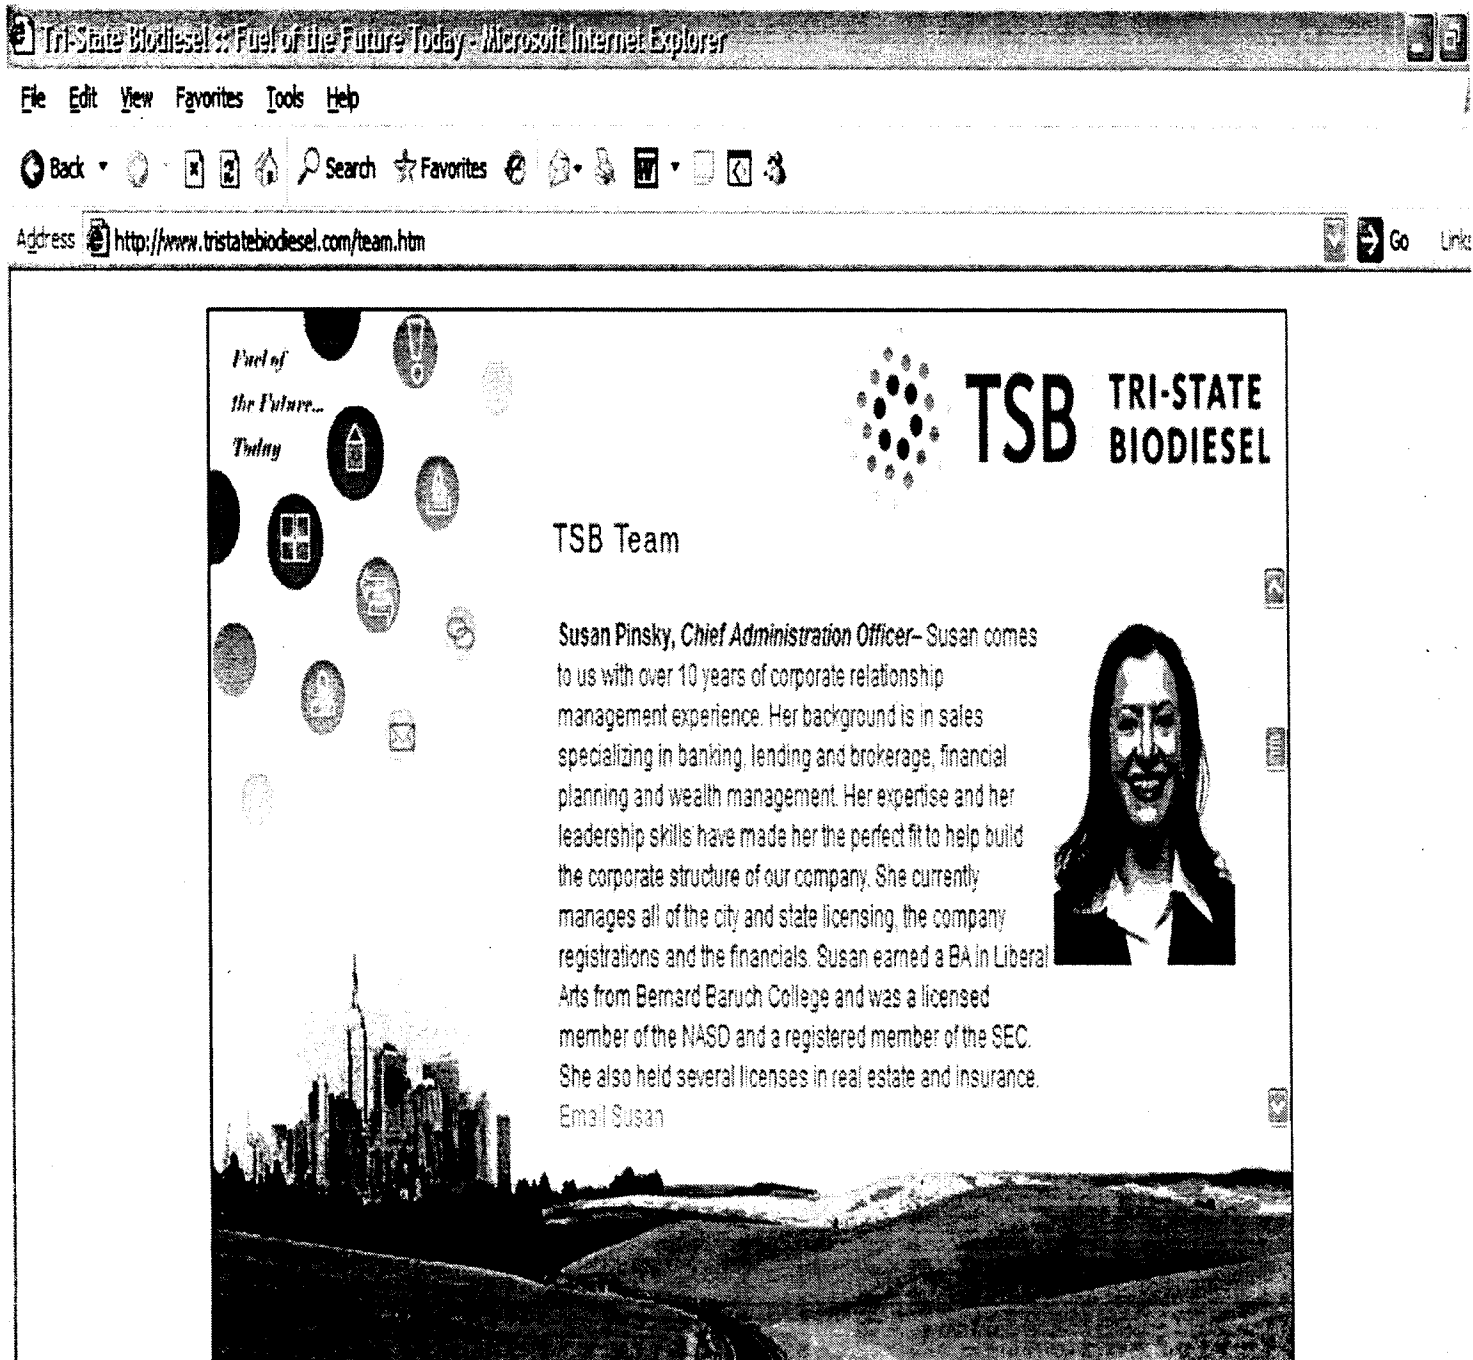 Tri-State Biodiesel :: Fuel of the Future Today - Microsoft Internet Explorer
File Edit View Favorites Tools Help
Back Search Favorites
Address http://www.tristatebiodiesel.com/team.htm Go Links
Fuel of
the Future...
Today
TSB TRI-STATE
BIODIESEL
TSB Team
Susan Pinsky, Chief Administration Officer– Susan comes
to us with over 10 years of corporate relationship
management experience. Her background is in sales
specializing in banking, lending and brokerage, financial
planning and wealth management. Her expertise and her
leadership skills have made her the perfect fit to help build
the corporate structure of our company. She currently
manages all of the city and state licensing, the company
registrations and the financials. Susan earned a BA in Liberal
Arts from Bernard Baruch College and was a licensed
member of the NASD and a registered member of the SEC.
She also held several licenses in real estate and insurance.
Email Susan